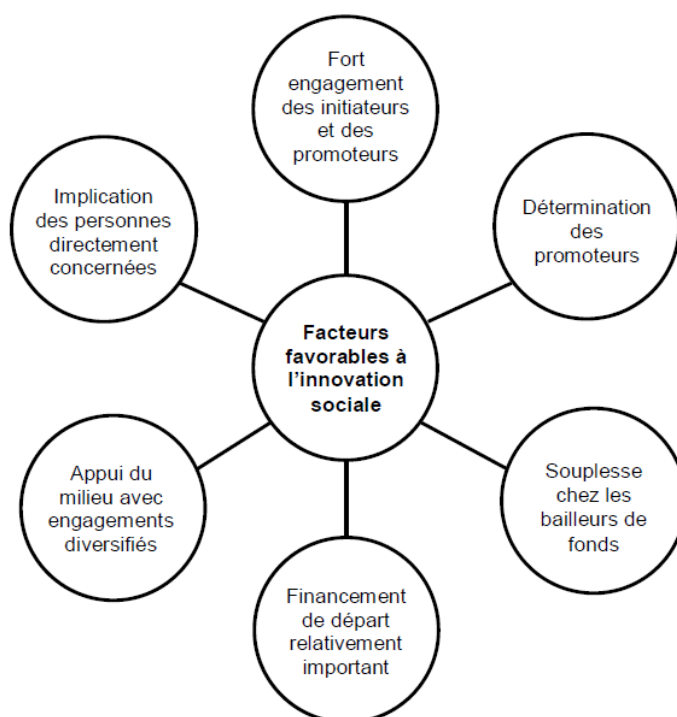 Fort
engagement
des initiateurs
et des
promoteurs
Implication
des personnes
directement
concernées
Détermination
des
promoteurs
Facteurs
favorables à
l'innovation
sociale
Appui du
milieu avec
engagements
diversifiés
Souplesse
chez les
bailleurs de
fonds
Financement
de départ
relativement
important